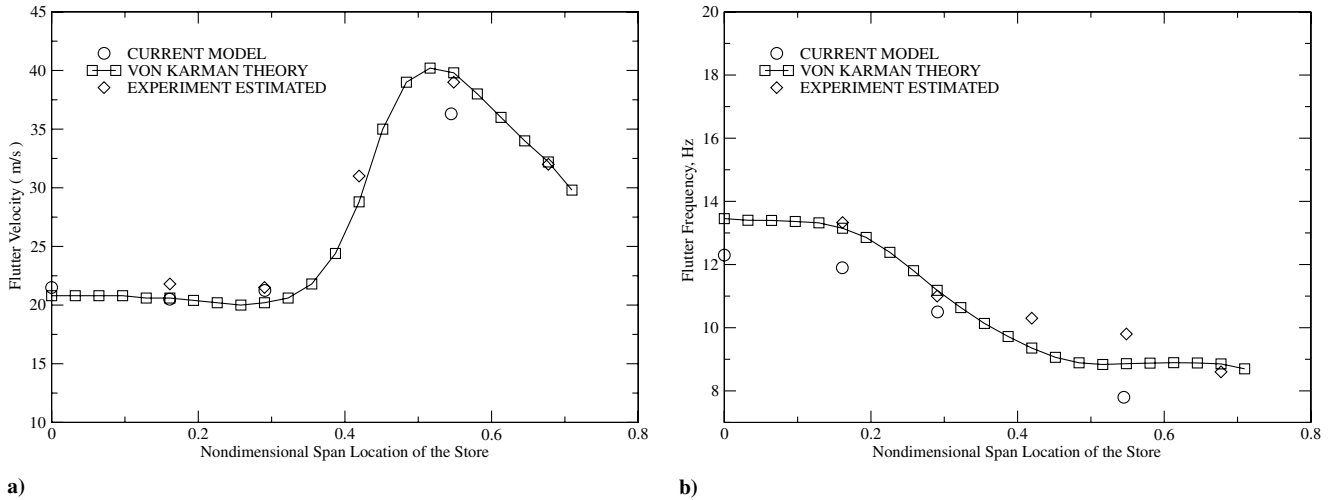 45
40
35
30
25
20
15
10
0
0.2
0.4
0.6
0.8
Flutter Velocity ( m/s )
Nondimensional Span Location of the Store
CURRENT MODEL
VON KARMAN THEORY
EXPERIMENT ESTIMATED
a)
20
18
16
14
12
10
8
0
0.2
0.4
0.6
0.8
Flutter Frequency, Hz
Nondimensional Span Location of the Store
CURRENT MODEL
VON KARMAN THEORY
EXPERIMENT ESTIMATED
b)